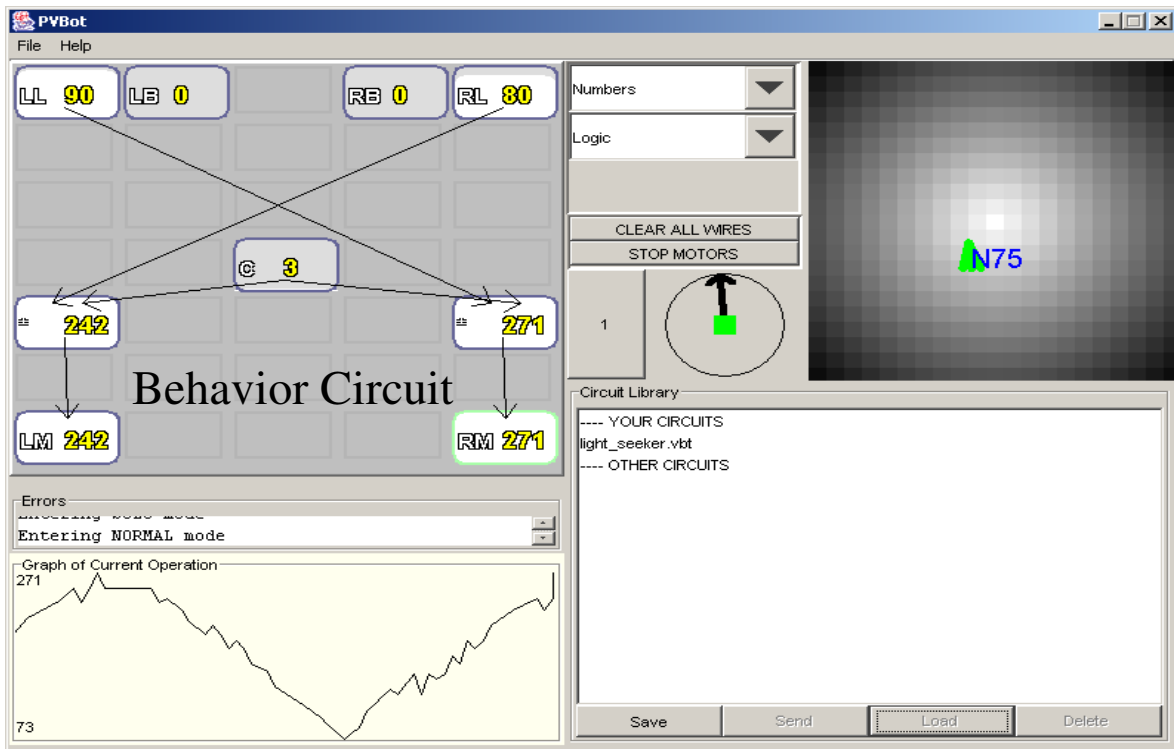 PVBot
File Help
LL 90 LB 0 RB 0 RL 80
© 3
242 271
Behavior Circuit
LM 242 RM 271
Numbers
Logic
CLEAR ALL WIRES
STOP MOTORS
1
N75
Errors
Entering NORMAL mode
Graph of Current Operation
271
73
Circuit Library
---- YOUR CIRCUITS
light_seeker.vbt
---- OTHER CIRCUITS
Save Send Load Delete